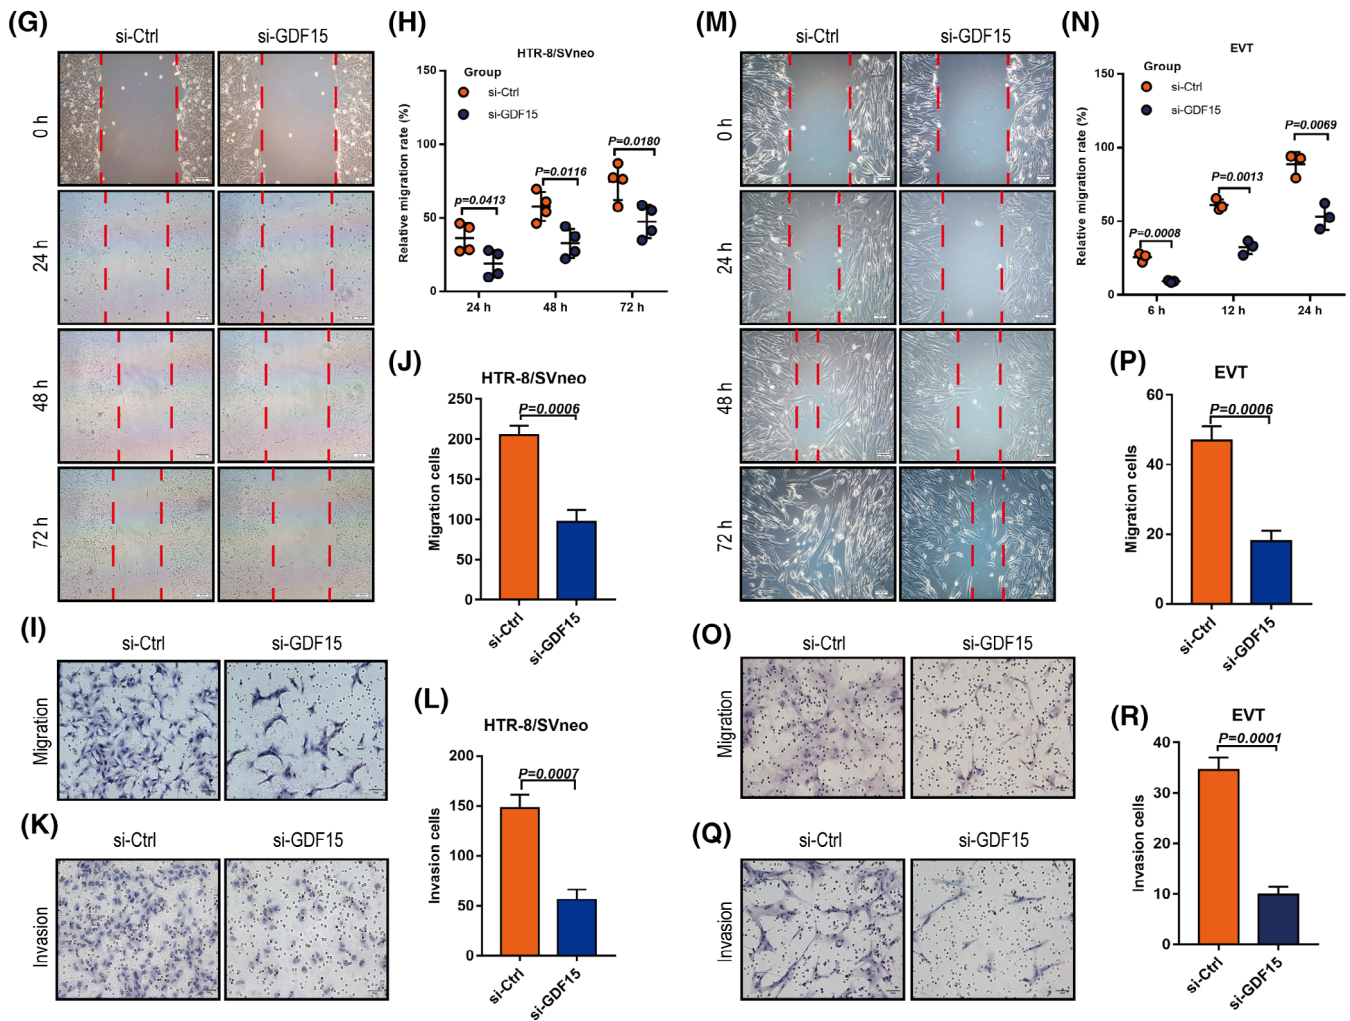 (G)
si-Ctrl
si-GDF15
0 h
24 h
48 h
72 h
(H)
HTR-8/SVneo
Group
si-Ctrl
si-GDF15
Relative migration rate (%)
150
100
50
0
p=0.0413
P=0.0116
P=0.0180
24 h
48 h
72 h
(I)
si-Ctrl
si-GDF15
Migration
(J)
HTR-8/SVneo
Migration cells
250
200
150
100
50
0
P=0.0006
si-Ctrl
si-GDF15
(K)
si-Ctrl
si-GDF15
Invasion
(L)
HTR-8/SVneo
Invasion cells
200
150
100
50
0
P=0.0007
si-Ctrl
si-GDF15
(M)
si-Ctrl
si-GDF15
0 h
24 h
48 h
72 h
(N)
EVT
Group
si-Ctrl
si-GDF15
Relative migration rate (%)
150
100
50
0
P=0.0008
P=0.0013
P=0.0069
6 h
12 h
24 h
(O)
si-Ctrl
si-GDF15
Migration
(P)
EVT
Migration cells
60
40
20
0
P=0.0006
si-Ctrl
si-GDF15
(Q)
si-Ctrl
si-GDF15
Invasion
(R)
EVT
Invasion cells
40
30
20
10
0
P=0.0001
si-Ctrl
si-GDF15